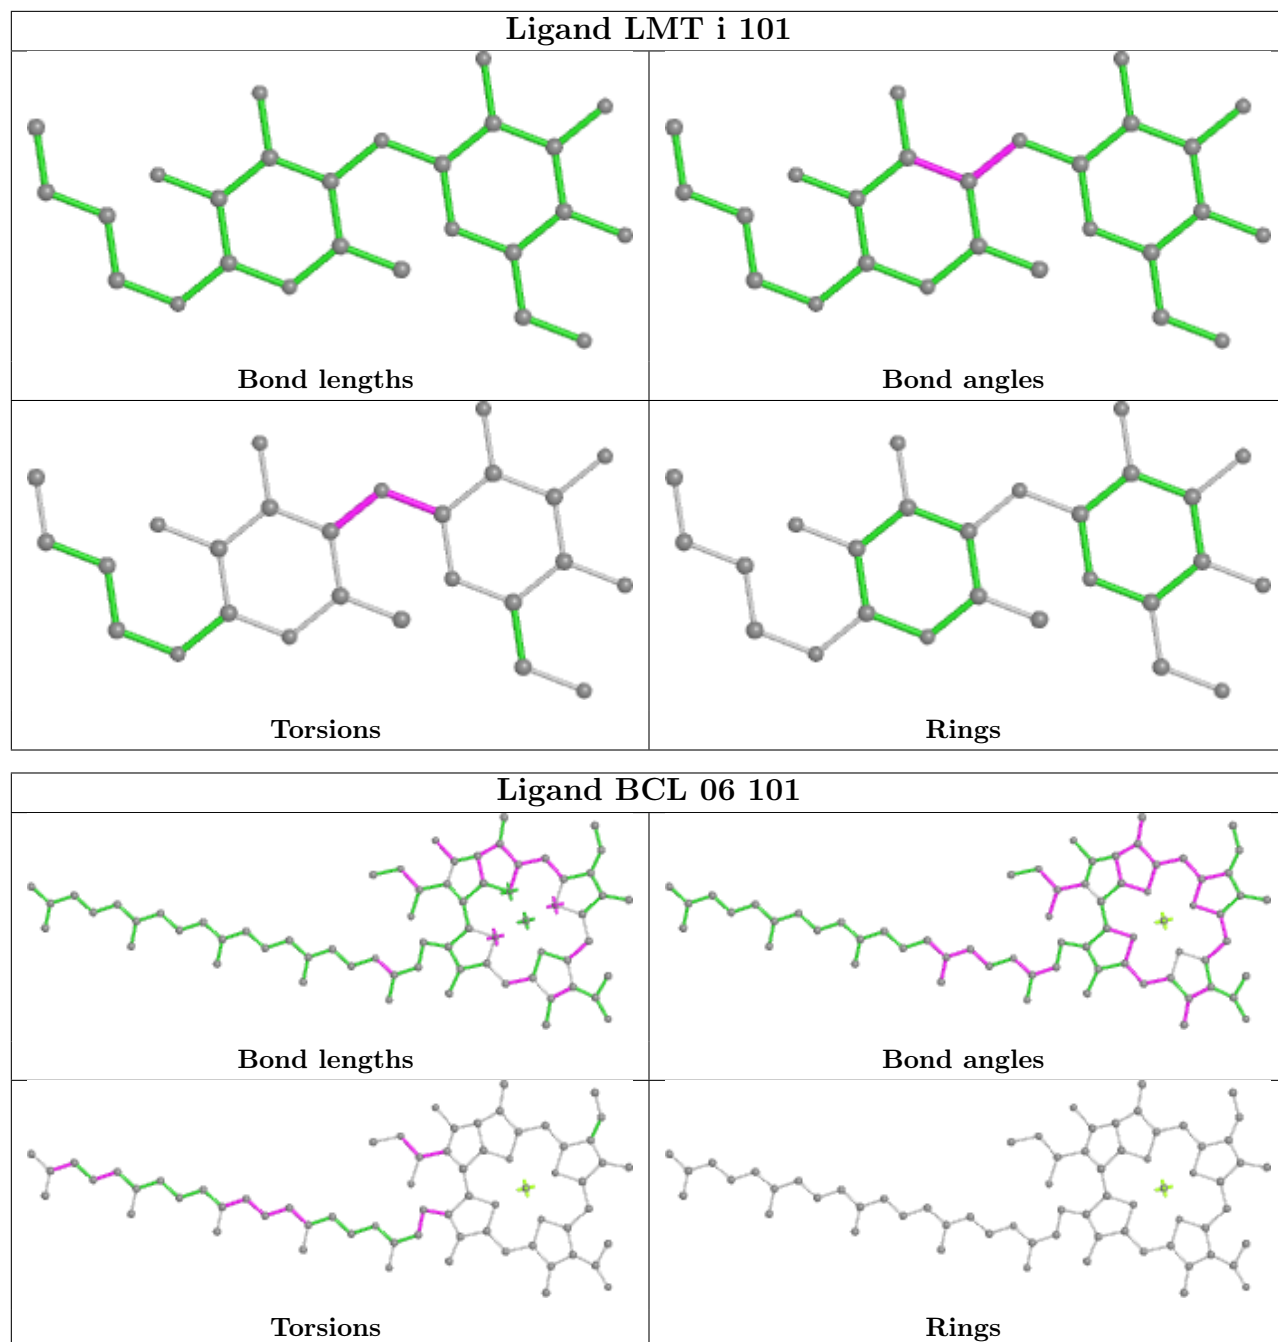 Ligand LMT i 101
Bond lengths
Bond angles
Torsions
Rings
Ligand BCL 06 101
Bond lengths
Bond angles
Torsions
Rings